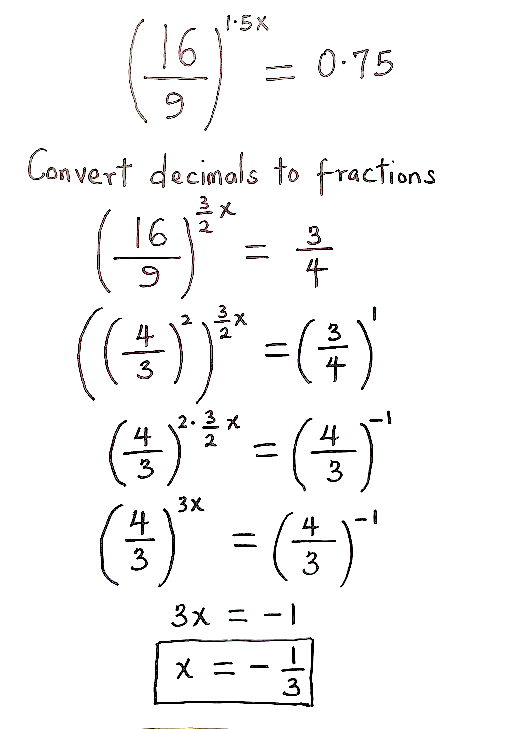 (16/9)^1.5x = 0.75
Convert decimals to fractions
(16/9)^3/2 x = 3/4
((4/3)^2)^3/2 x = (3/4)^1
(4/3)^2·3/2 x = (4/3)^-1
(4/3)^3x = (4/3)^-1
3x = -1
x = -1/3